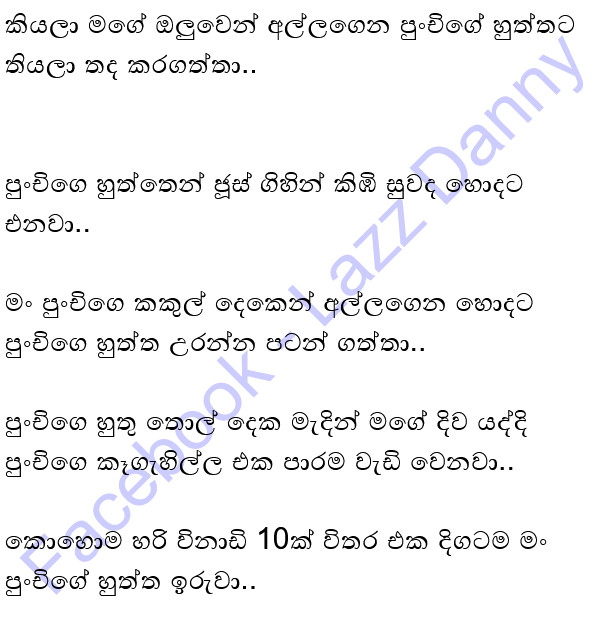 කියලා මගේ ඔලුවෙන් අල්ලගෙන පුංචිගේ හුත්තට
තියලා තද කරගත්තා..
පුංචිගෙ හුත්තෙන් ජූස් ගිහින් කිඹි සුවද හොදට
එනවා..
මං පුංචිගෙ කකුල් දෙකෙන් අල්ලගෙන හොදට
පුංචිගෙ හුත්ත උරන්න පටන් ගත්තා..
පුංචිගෙ හුතු තොල් දෙක මැදින් මගේ දිව යද්දි
පුංචිගෙ කෑගැහිල්ල එක පාරම වැඩි වෙනවා..
කොහොම හරි විනාඩි 10ක් විතර එක දිගටම මං
පුංචිගේ හුත්ත ඉරුවා..
Facebook - Lazz Danny